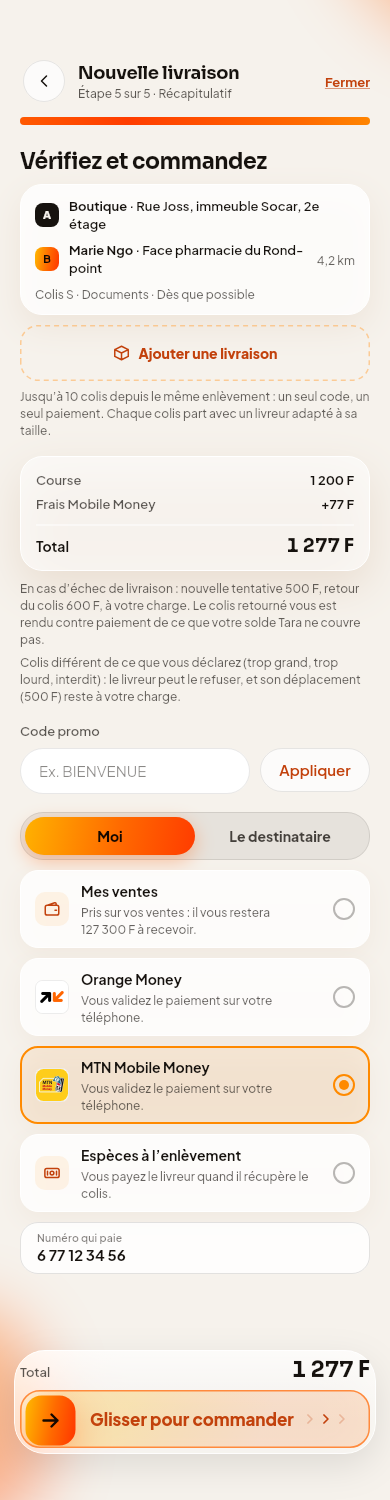 Nouvelle livraison
Étape 5 sur 5 · Récapitulatif
Fermer
Vérifiez et commandez
A
Boutique · Rue Joss, immeuble Socar, 2e
étage
B
Marie Ngo · Face pharmacie du Rond-
point
4,2 km
Colis S · Documents · Dès que possible
Ajouter une livraison
Jusqu’à 10 colis depuis le même enlèvement : un seul code, un
seul paiement. Chaque colis part avec un livreur adapté à sa
taille.
Course
1 200 F
Frais Mobile Money
+77 F
Total
1 277 F
En cas d’échec de livraison : nouvelle tentative 500 F, retour
du colis 600 F, à votre charge. Le colis retourné vous est
rendu contre paiement de ce que votre solde Tara ne couvre
pas.
Colis différent de ce que vous déclarez (trop grand, trop
lourd, interdit) : le livreur peut le refuser, et son déplacement
(500 F) reste à votre charge.
Code promo
Ex. BIENVENUE
Appliquer
Moi
Le destinataire
Mes ventes
Pris sur vos ventes : il vous restera
127 300 F à recevoir.
Orange Money
Vous validez le paiement sur votre
téléphone.
MTN Mobile Money
Vous validez le paiement sur votre
téléphone.
Espèces à l’enlèvement
Vous payez le livreur quand il récupère le
colis.
Numéro qui paie
6 77 12 34 56
Total
1 277 F
Glisser pour commander